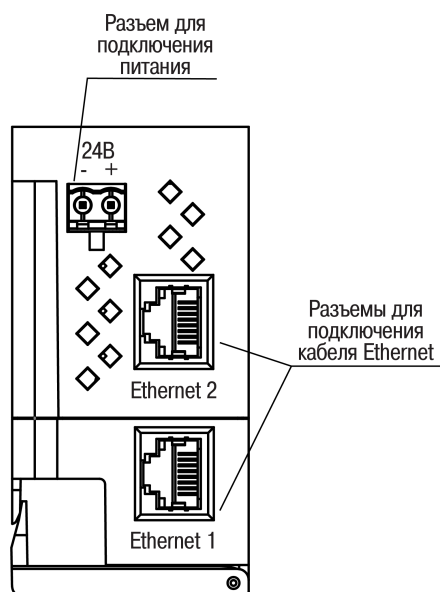 Разъем для
подключения
питания
24В
- +
Ethernet 2
Разъемы для
подключения
кабеля Ethernet
Ethernet 1